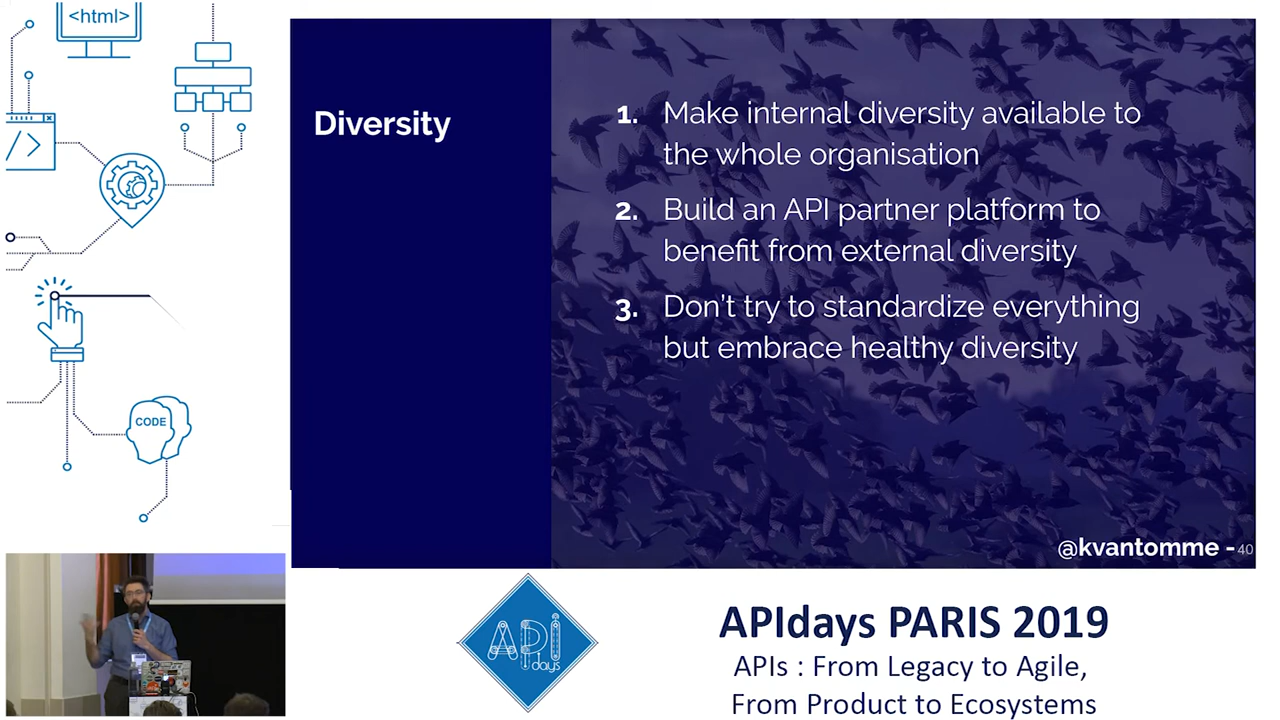 <html>
</>
CODE
Diversity
1. Make internal diversity available to
the whole organisation
2. Build an API partner platform to
benefit from external diversity
3. Don't try to standardize everything
but embrace healthy diversity
@kvantomme - 40
API
days
APIdays PARIS 2019
APIs : From Legacy to Agile,
From Product to Ecosystems